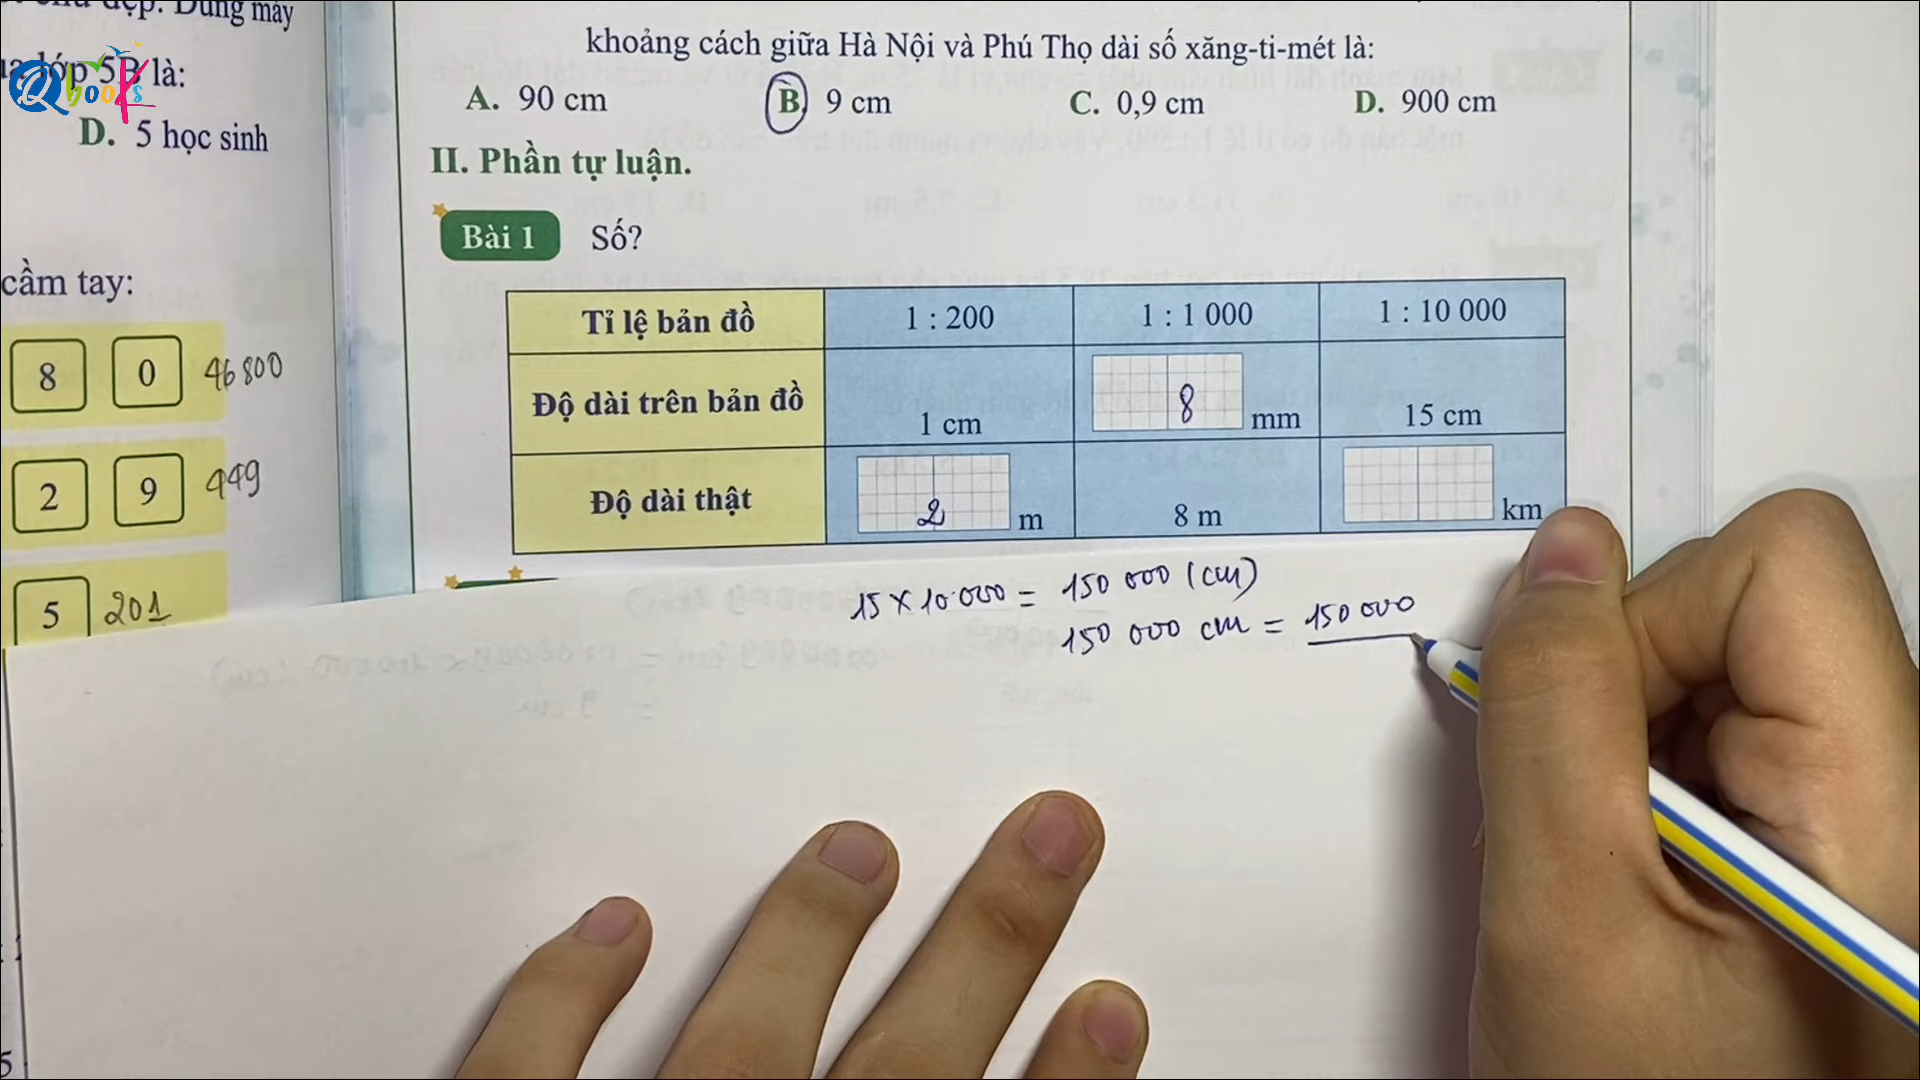 Dùng máy
lớp 5B là:
Qbooks
D. 5 học sinh
cầm tay:
8 0 46800
2 9 949
5 201
khoảng cách giữa Hà Nội và Phú Thọ dài số xăng-ti-mét là:
A. 90 cm B. 9 cm C. 0,9 cm D. 900 cm
II. Phần tự luận.
Bài 1 Số?
Tỉ lệ bản đồ 1 : 200 1 : 1 000 1 : 10 000
Độ dài trên bản đồ 1 cm 8 mm 15 cm
Độ dài thật 2 m 8 m km
15 × 10 000 = 150 000 (cm)
150 000 cm = 150 000